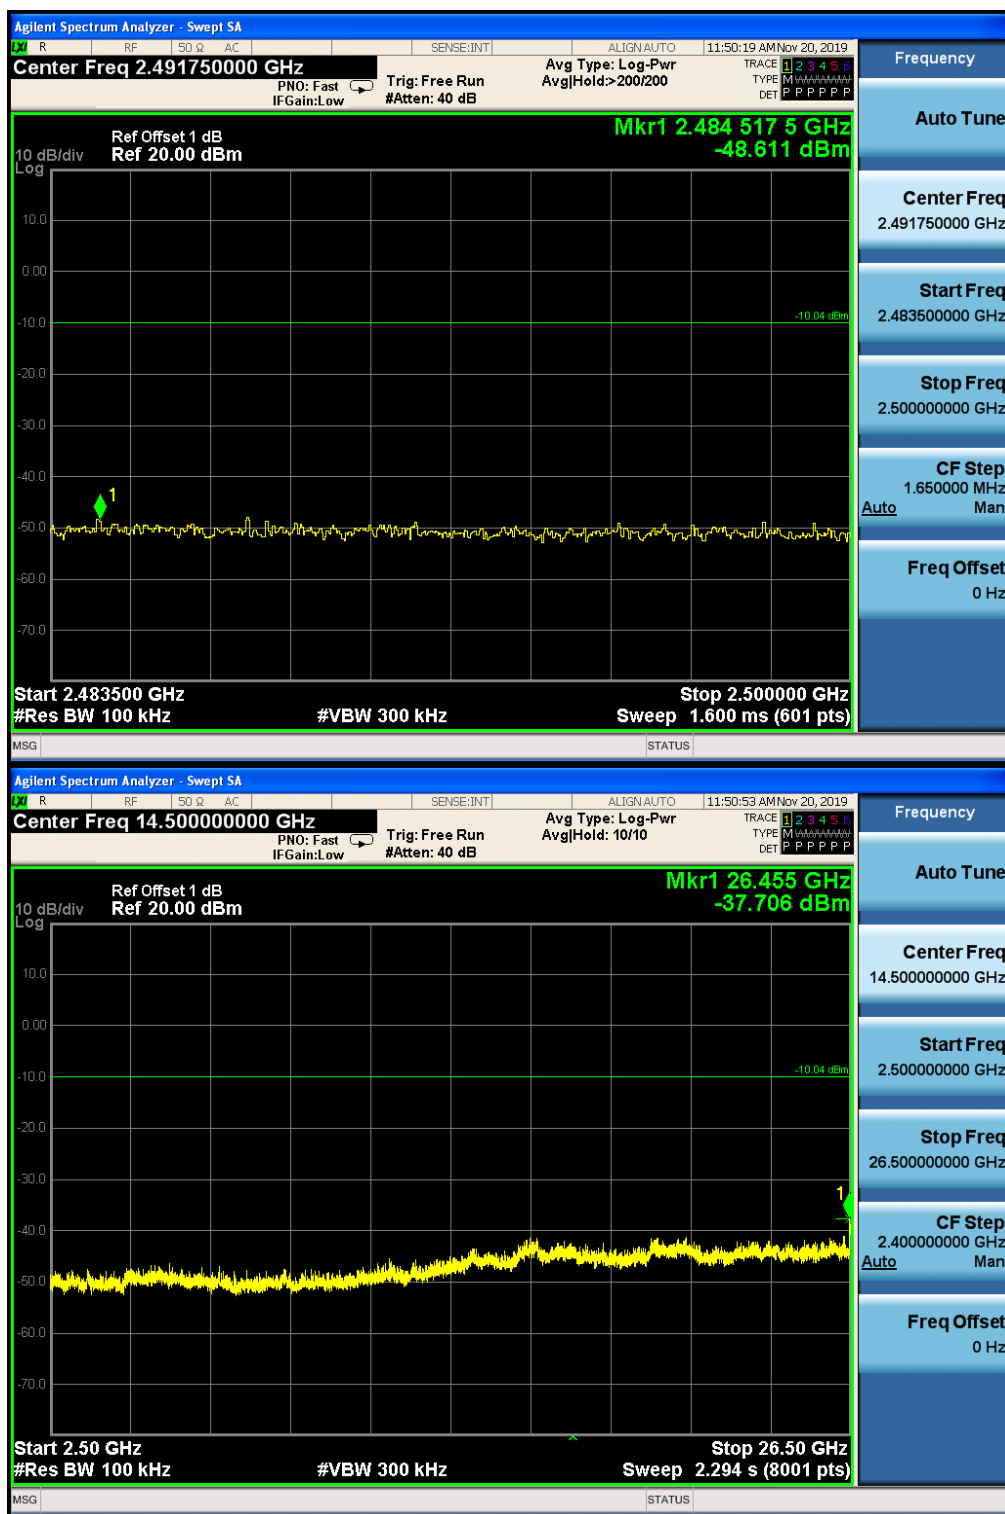 Agilent Spectrum Analyzer - Swept SA
LXI R RF 50 Ω AC SENSE:INT ALIGN AUTO 11:50:19 AM Nov 20, 2019
Center Freq 2.491750000 GHz
PNO: Fast
IFGain:Low
Trig: Free Run
#Atten: 40 dB
Avg Type: Log-Pwr
Avg|Hold:>200/200
TRACE 1 2 3 4 5 6
TYPE M
DET P P P P P P
Frequency
Auto Tune
Center Freq
2.491750000 GHz
Start Freq
2.483500000 GHz
Stop Freq
2.500000000 GHz
CF Step
1.650000 MHz
Auto Man
Freq Offset
0 Hz
Mkr1 2.484 517 5 GHz
-48.611 dBm
Ref Offset 1 dB
10 dB/div Ref 20.00 dBm
Log
10.0
0.00
-10.0
-10.04 dBm
-20.0
-30.0
-40.0
1
-50.0
-60.0
-70.0
Start 2.483500 GHz Stop 2.500000 GHz
#Res BW 100 kHz #VBW 300 kHz Sweep 1.600 ms (601 pts)
MSG STATUS
Agilent Spectrum Analyzer - Swept SA
LXI R RF 50 Ω AC SENSE:INT ALIGN AUTO 11:50:53 AM Nov 20, 2019
Center Freq 14.500000000 GHz
PNO: Fast
IFGain:Low
Trig: Free Run
#Atten: 40 dB
Avg Type: Log-Pwr
Avg|Hold: 10/10
TRACE 1 2 3 4 5 6
TYPE M
DET P P P P P P
Frequency
Auto Tune
Center Freq
14.500000000 GHz
Start Freq
2.500000000 GHz
Stop Freq
26.500000000 GHz
CF Step
2.400000000 GHz
Auto Man
Freq Offset
0 Hz
Mkr1 26.455 GHz
-37.706 dBm
Ref Offset 1 dB
10 dB/div Ref 20.00 dBm
Log
10.0
0.00
-10.0
-10.04 dBm
-20.0
-30.0
1
-40.0
-50.0
-60.0
-70.0
Start 2.50 GHz Stop 26.50 GHz
#Res BW 100 kHz #VBW 300 kHz Sweep 2.294 s (8001 pts)
MSG STATUS